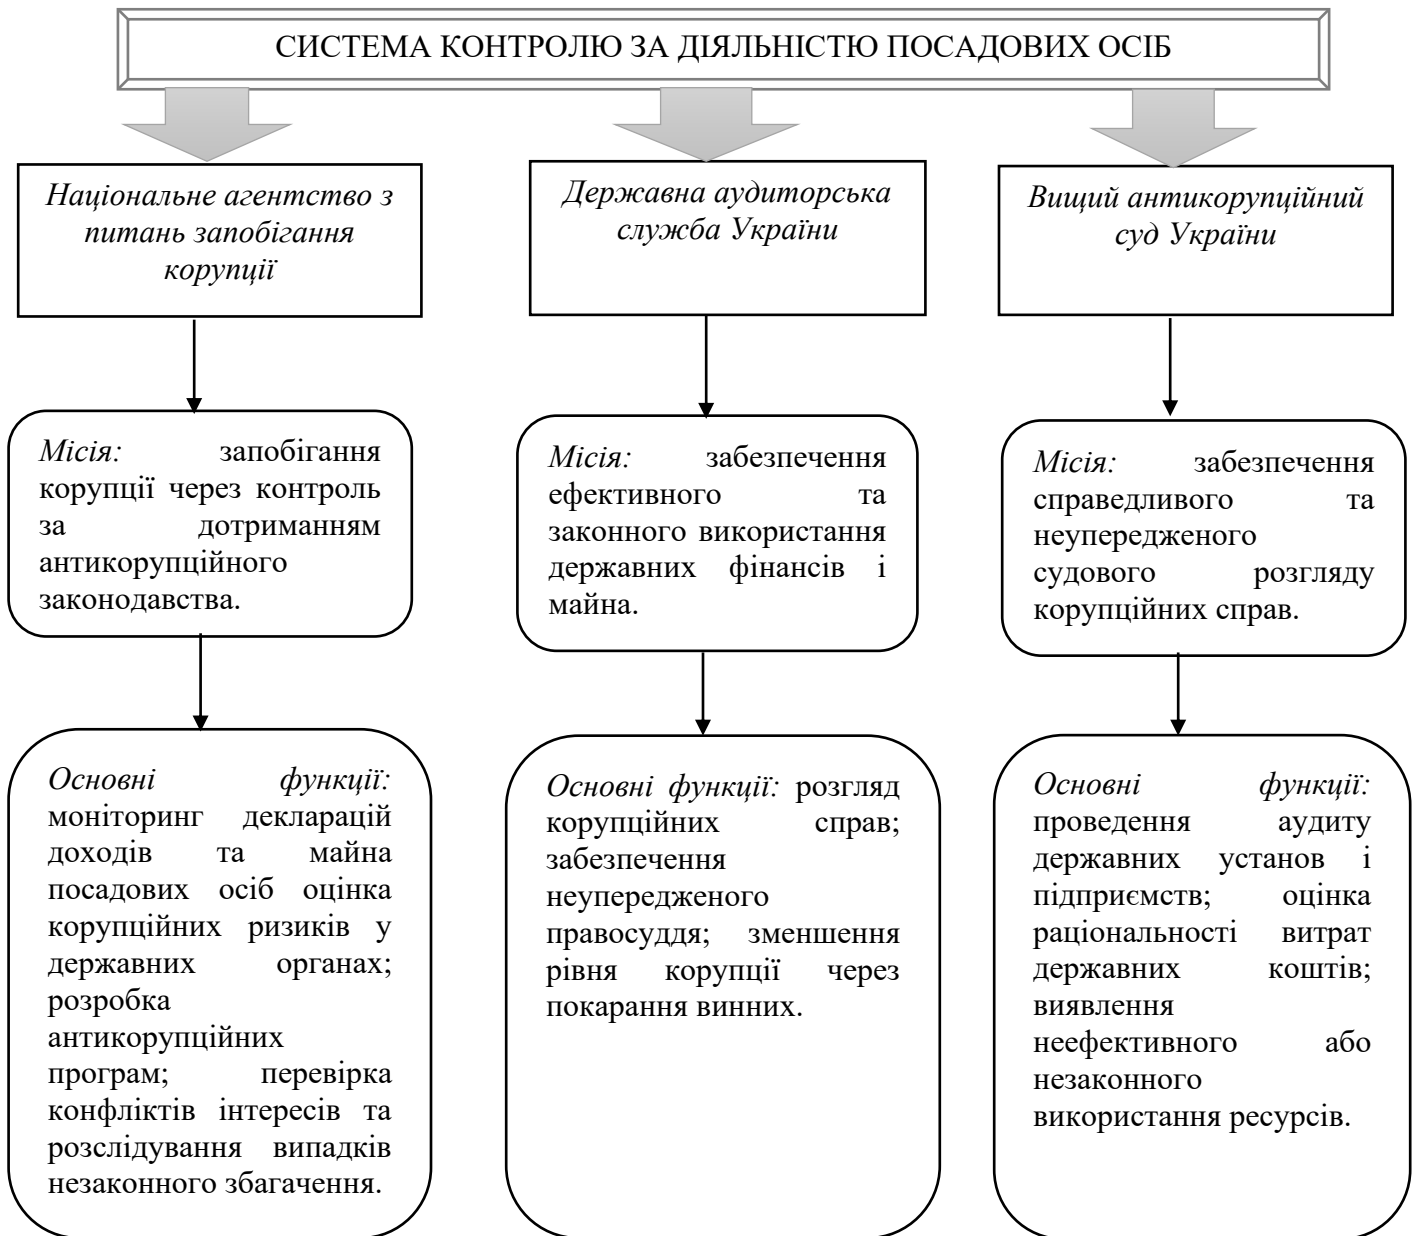 СИСТЕМА КОНТРОЛЮ ЗА ДІЯЛЬНІСТЮ ПОСАДОВИХ ОСІБ
Національне агентство з
питань запобігання
корупції
Державна аудиторська
служба України
Вищий антикорупційний
суд України
Місія: запобігання
корупції через контроль
за дотриманням
антикорупційного
законодавства.
Місія: забезпечення
ефективного та
законного використання
державних фінансів і
майна.
Місія: забезпечення
справедливого та
неупередженого
судового розгляду
корупційних справ.
Основні функції:
моніторинг декларацій
доходів та майна
посадових осіб оцінка
корупційних ризиків у
державних органах;
розробка
антикорупційних
програм; перевірка
конфліктів інтересів та
розслідування випадків
незаконного збагачення.
Основні функції: розгляд
корупційних справ;
забезпечення
неупередженого
правосуддя; зменшення
рівня корупції через
покарання винних.
Основні функції:
проведення аудиту
державних установ і
підприємств; оцінка
раціональності витрат
державних коштів;
виявлення
неефективного або
незаконного
використання ресурсів.